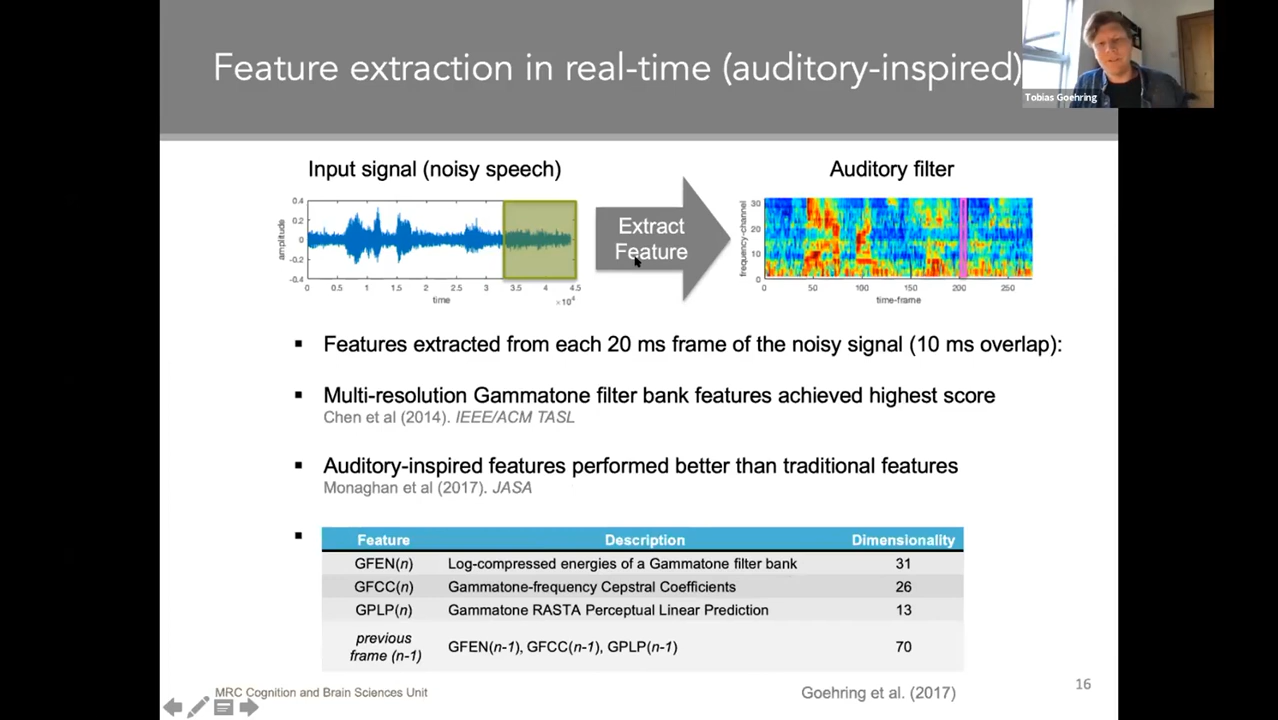 Feature extraction in real-time (auditory-inspired)
Tobias Goehring
Input signal (noisy speech)
Auditory filter
Extract
Feature
amplitude
0.4
0.2
0
-0.2
-0.4
0 0.5 1 1.5 2 2.5 3 3.5 4 4.5
time
×10⁴
frequency-channel
30
20
10
0
0 50 100 150 200 250
time-frame
▪ Features extracted from each 20 ms frame of the noisy signal (10 ms overlap):
▪ Multi-resolution Gammatone filter bank features achieved highest score
Chen et al (2014). IEEE/ACM TASL
▪ Auditory-inspired features performed better than traditional features
Monaghan et al (2017). JASA
▪
Feature Description Dimensionality
GFEN(n) Log-compressed energies of a Gammatone filter bank 31
GFCC(n) Gammatone-frequency Cepstral Coefficients 26
GPLP(n) Gammatone RASTA Perceptual Linear Prediction 13
previous
frame (n-1) GFEN(n-1), GFCC(n-1), GPLP(n-1) 70
MRC Cognition and Brain Sciences Unit
Goehring et al. (2017)
16